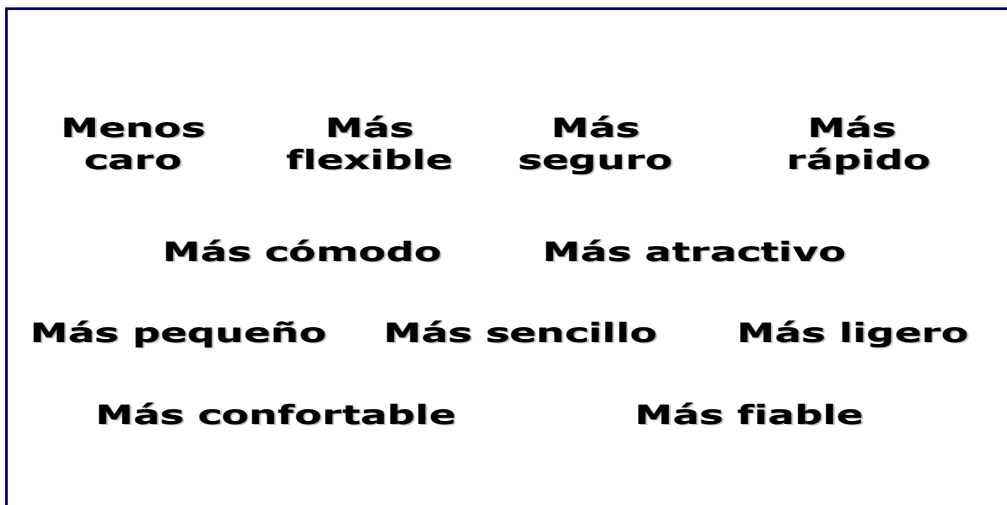 Menos caro
Más flexible
Más seguro
Más rápido
Más cómodo
Más atractivo
Más pequeño
Más sencillo
Más ligero
Más confortable
Más fiable